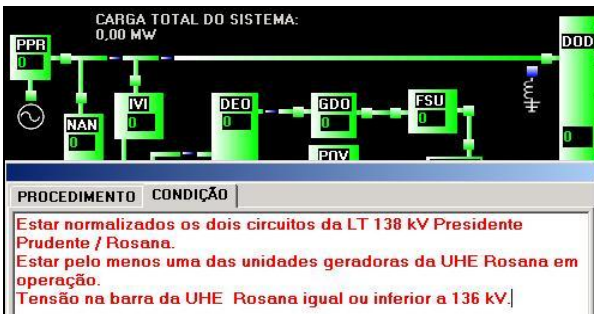 CARGA TOTAL DO SISTEMA:
0,00 MW
PPR
0
DOD
0
NAN
0
IVI
0
DEO
0
GDO
0
FSU
0
POV
PROCEDIMENTO CONDIÇÃO
Estar normalizados os dois circuitos da LT 138 kV Presidente
Prudente / Rosana.
Estar pelo menos uma das unidades geradoras da UHE Rosana em
operação.
Tensão na barra da UHE  Rosana igual ou inferior a 136 kV.